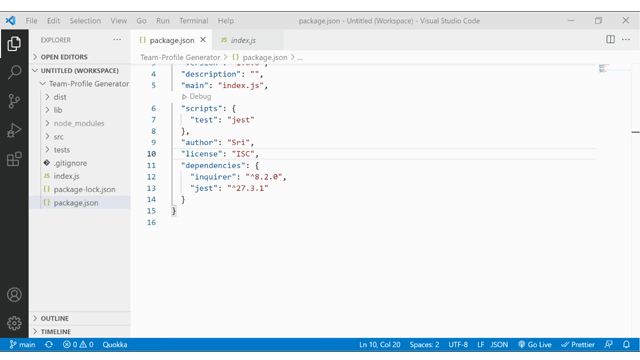 File Edit Selection View Go Run Terminal Help package.json - Untitled (Workspace) - Visual Studio Code
EXPLORER
package.json
index.js
OPEN EDITORS
Team-Profile Generator > package.json > ...
UNTITLED (WORKSPACE)
Team-Profile Generator
dist
lib
node_modules
src
tests
.gitignore
index.js
package-lock.json
package.json
4 "description": "",
5 "main": "index.js",
Debug
6 "scripts": {
7 "test": "jest"
8 },
9 "author": "Sri",
10 "license": "ISC",
11 "dependencies": {
12 "inquirer": "^8.2.0",
13 "jest": "^27.3.1"
14 }
15 }
16
OUTLINE
TIMELINE
main 0 0 Quokka Ln 10, Col 20 Spaces: 2 UTF-8 LF JSON Go Live Prettier